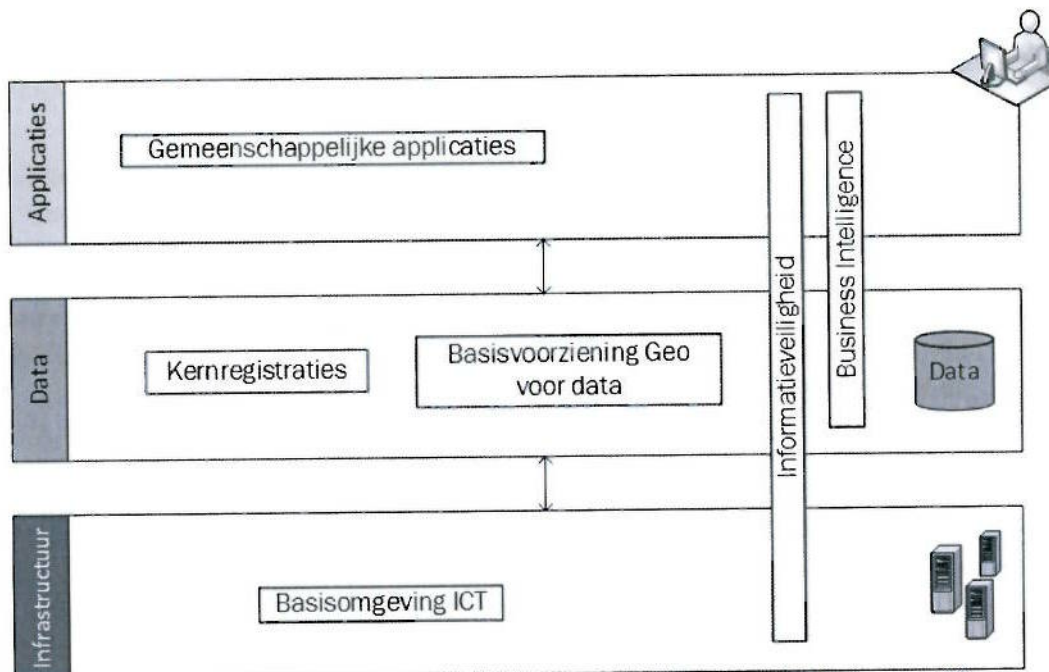 Applicaties
Gemeenschappelijke applicaties
Informatieveiligheid
Business Intelligence
Data
Kernregistraties
Basisvoorziening Geo
voor data
Data
Infrastructuur
Basisomgeving ICT